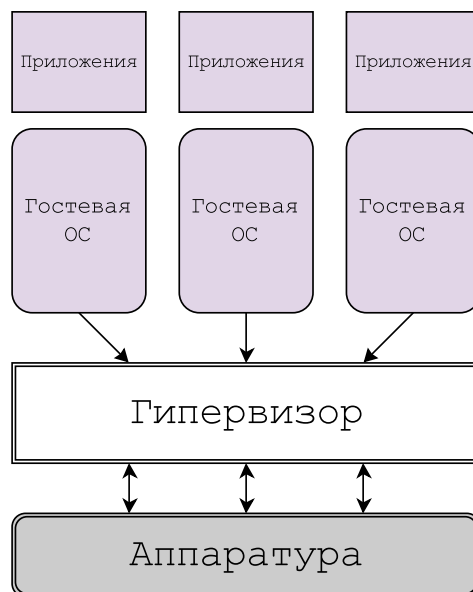 Приложения Приложения Приложения
Гостевая Гостевая Гостевая
ОС ОС ОС
Гипервизор
Аппаратура